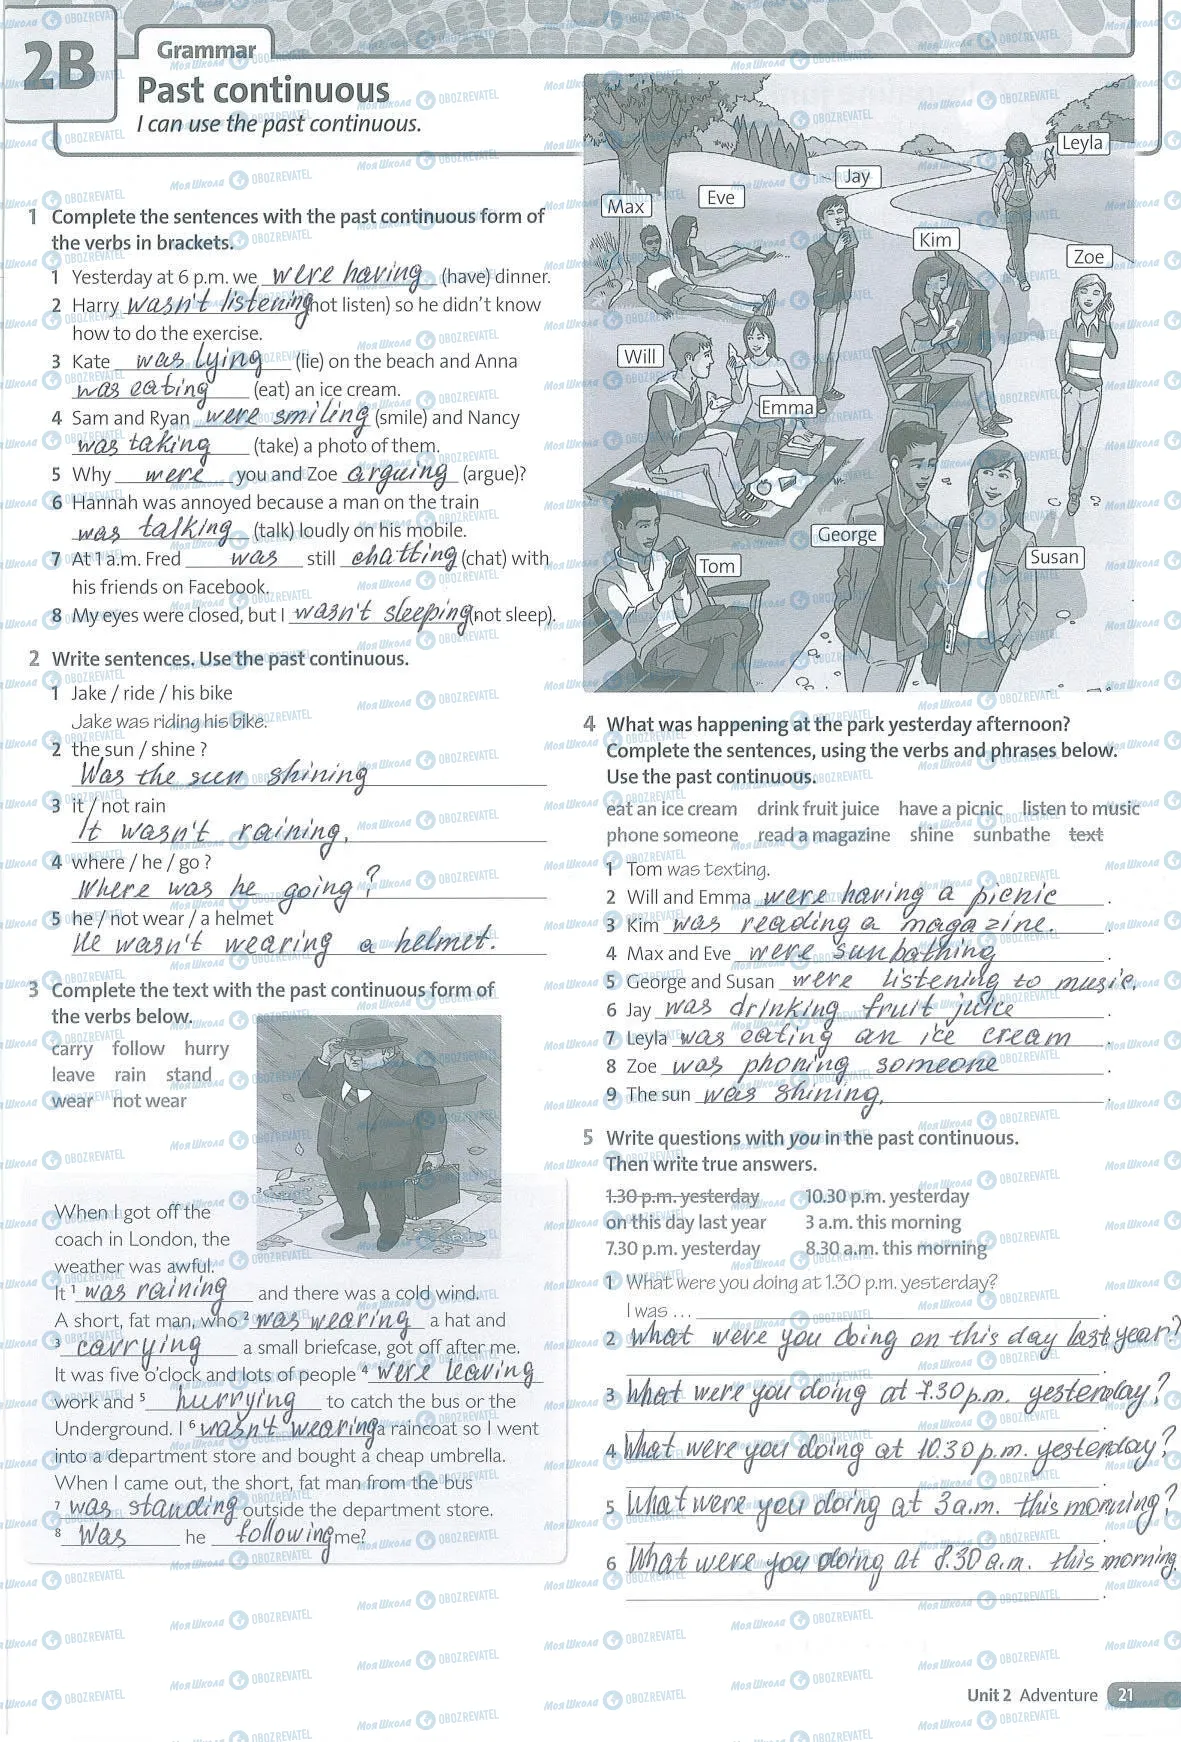 2B
Grammar
Past continuous
I can use the past continuous.
1 Complete the sentences with the past continuous form of
the verbs in brackets.
1 Yesterday at 6 p.m. we were having (have) dinner.
2 Harry wasn't listening (not listen) so he didn't know
how to do the exercise.
3 Kate was lying (lie) on the beach and Anna
was eating (eat) an ice cream.
4 Sam and Ryan were smiling (smile) and Nancy
was taking (take) a photo of them.
5 Why were you and Zoe arguing (argue)?
6 Hannah was annoyed because a man on the train
was talking (talk) loudly on his mobile.
7 At 1 a.m. Fred was still chatting (chat) with
his friends on Facebook.
8 My eyes were closed, but I wasn't sleeping (not sleep).
2 Write sentences. Use the past continuous.
1 Jake / ride / his bike
Jake was riding his bike.
2 the sun / shine ?
Was the sun shining
3 it / not rain
It wasn't raining.
4 where / he / go ?
Where was he going?
5 he / not wear / a helmet
He wasn't wearing a helmet.
3 Complete the text with the past continuous form of
the verbs below.
carry follow hurry
leave rain stand
wear not wear
When I got off the
coach in London, the
weather was awful.
It 1 was raining and there was a cold wind.
A short, fat man, who 2 was wearing a hat and
3 carrying a small briefcase, got off after me.
It was five o'clock and lots of people 4 were leaving
work and 5 hurrying to catch the bus or the
Underground. I 6 wasn't wearing a raincoat so I went
into a department store and bought a cheap umbrella.
When I came out, the short, fat man from the bus
7 was standing outside the department store.
8 Was he following me?
Leyla
Jay
Eve
Max
Kim
Zoe
Will
Emma
George
Susan
Tom
4 What was happening at the park yesterday afternoon?
Complete the sentences, using the verbs and phrases below.
Use the past continuous.
eat an ice cream drink fruit juice have a picnic listen to music
phone someone read a magazine shine sunbathe text
1 Tom was texting.
2 Will and Emma were having a picnic .
3 Kim was reading a magazine. .
4 Max and Eve were sunbathing .
5 George and Susan were listening to music.
6 Jay was drinking fruit juice .
7 Leyla was eating an ice cream .
8 Zoe was phoning someone .
9 The sun was shining. .
5 Write questions with you in the past continuous.
Then write true answers.
1.30 p.m. yesterday 10.30 p.m. yesterday
on this day last year 3 a.m. this morning
7.30 p.m. yesterday 8.30 a.m. this morning
1 What were you doing at 1.30 p.m. yesterday?
I was ... .
2 What were you doing on this day last year?
3 What were you doing at 7.30 p.m. yesterday?
4 What were you doing at 10.30 p.m. yesterday?
5 What were you doing at 3 a.m. this morning?
6 What were you doing at 8.30 a.m. this morning.
Unit 2 Adventure 21
МояШкола OBOZREVATEL